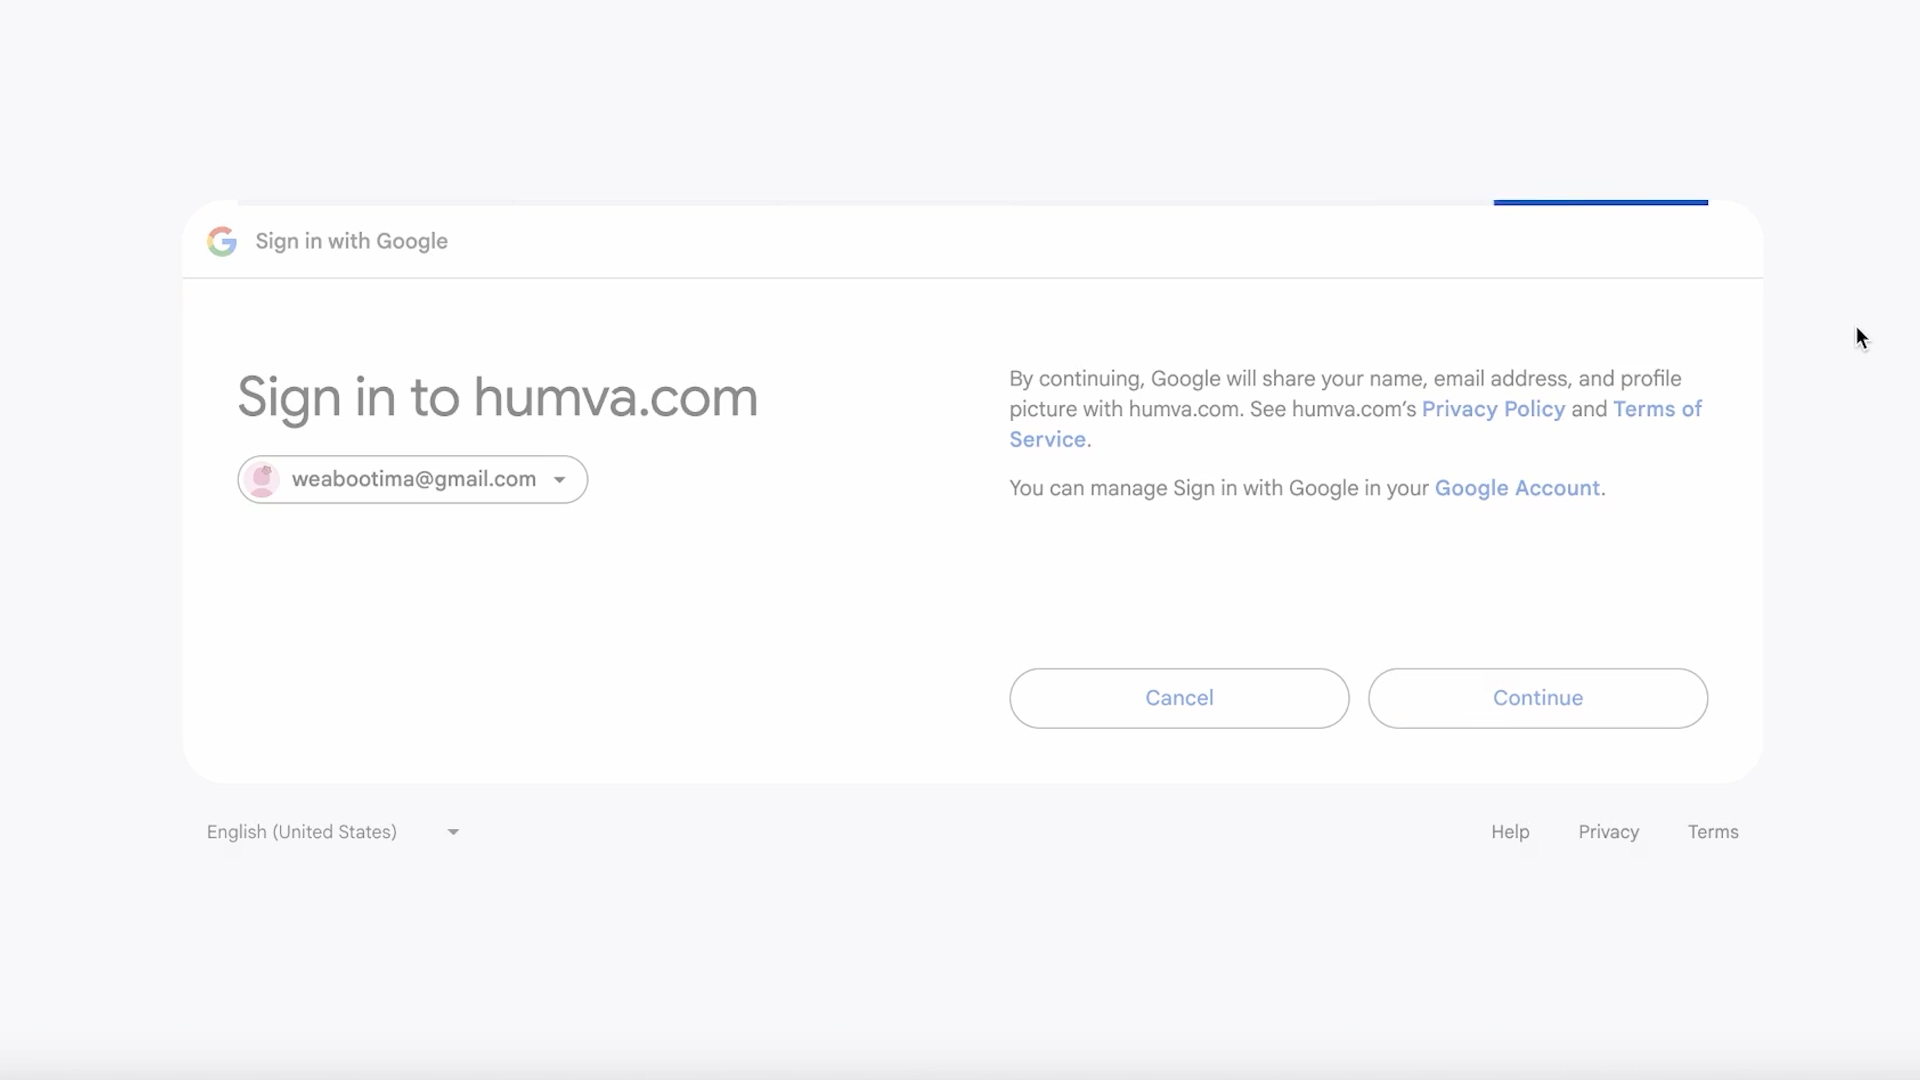 Sign in with Google
Sign in to humva.com
weabootima@gmail.com
By continuing, Google will share your name, email address, and profile
picture with humva.com. See humva.com’s Privacy Policy and Terms of
Service.
You can manage Sign in with Google in your Google Account.
Cancel
Continue
English (United States)
Help
Privacy
Terms